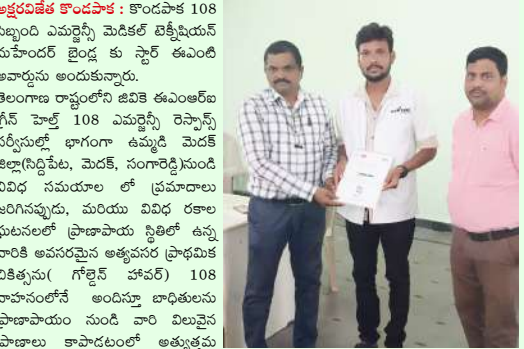 అక్షరవిజేత కొండపాక : కొండపాక 108
సిబ్బంది ఎమర్జెన్సీ మెడికల్ టెక్నీషియన్
మహేందర్ బైండ్ల కు స్టార్ ఈఎంటి
అవార్డును అందుకున్నారు.
తెలంగాణ రాష్ట్రంలోని జివికె ఈఎంఆర్ఐ
గ్రీన్ హెల్త్ 108 ఎమర్జెన్సీ రెస్పాన్స్
సర్వీసుల్లో భాగంగా ఉమ్మడి మెదక్
జిల్లా(సిద్దిపేట, మెదక్, సంగారెడ్డి)నుండి
వివిధ సమయాల లో ప్రమాదాలు
జరిగినప్పుడు, మరియు వివిధ రకాల
ఘటనలలో ప్రాణాపాయ స్థితిలో ఉన్న
వారికి అవసరమైన అత్యవసర ప్రాథమిక
చికిత్సను( గోల్డెన్ హావర్) 108
వాహనంలోనే అందిస్తూ బాధితులను
ప్రాణాపాయం నుండి వారి విలువైన
ప్రాణాలు కాపాడటంలో అత్యుత్తమ